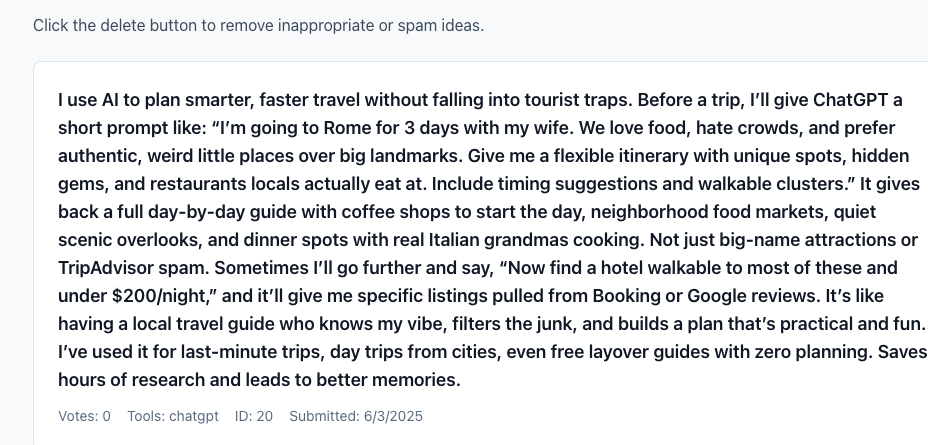 Click the delete button to remove inappropriate or spam ideas.
I use AI to plan smarter, faster travel without falling into tourist traps. Before a trip, I’ll give ChatGPT a
short prompt like: “I’m going to Rome for 3 days with my wife. We love food, hate crowds, and prefer
authentic, weird little places over big landmarks. Give me a flexible itinerary with unique spots, hidden
gems, and restaurants locals actually eat at. Include timing suggestions and walkable clusters.” It gives
back a full day-by-day guide with coffee shops to start the day, neighborhood food markets, quiet
scenic overlooks, and dinner spots with real Italian grandmas cooking. Not just big-name attractions or
TripAdvisor spam. Sometimes I’ll go further and say, “Now find a hotel walkable to most of these and
under $200/night,” and it’ll give me specific listings pulled from Booking or Google reviews. It’s like
having a local travel guide who knows my vibe, filters the junk, and builds a plan that’s practical and fun.
I’ve used it for last-minute trips, day trips from cities, even free layover guides with zero planning. Saves
hours of research and leads to better memories.
Votes: 0 Tools: chatgpt ID: 20 Submitted: 6/3/2025